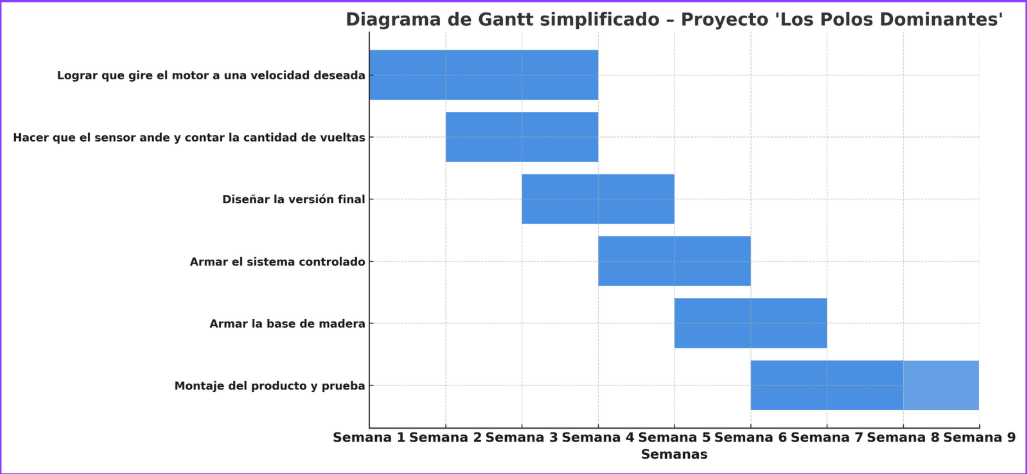 Diagrama de Gantt simplificado – Proyecto 'Los Polos Dominantes'
Lograr que gire el motor a una velocidad deseada
Hacer que el sensor ande y contar la cantidad de vueltas
Diseñar la versión final
Armar el sistema controlado
Armar la base de madera
Montaje del producto y prueba
Semana 1 Semana 2 Semana 3 Semana 4 Semana 5 Semana 6 Semana 7 Semana 8 Semana 9
Semanas